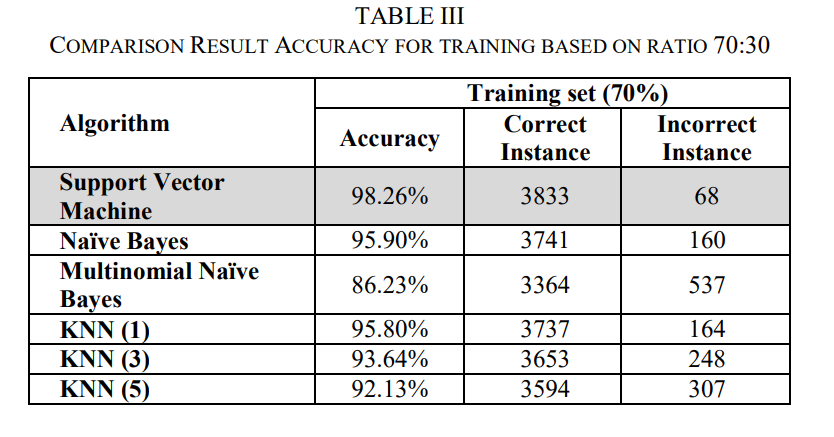 TABLE III
COMPARISON RESULT ACCURACY FOR TRAINING BASED ON RATIO 70:30
Algorithm
Training set (70%)
Accuracy
Correct
Instance
Incorrect
Instance
Support Vector
Machine
98.26%
3833
68
Naïve Bayes
95.90%
3741
160
Multinomial Naïve
Bayes
86.23%
3364
537
KNN (1)
95.80%
3737
164
KNN (3)
93.64%
3653
248
KNN (5)
92.13%
3594
307